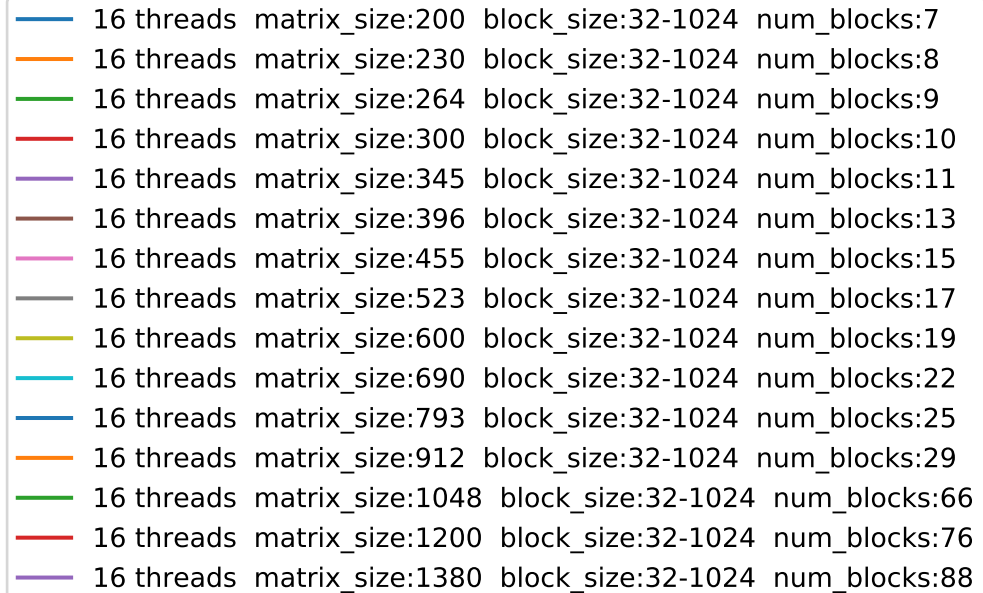 16 threads  matrix_size:200  block_size:32-1024  num_blocks:7
16 threads  matrix_size:230  block_size:32-1024  num_blocks:8
16 threads  matrix_size:264  block_size:32-1024  num_blocks:9
16 threads  matrix_size:300  block_size:32-1024  num_blocks:10
16 threads  matrix_size:345  block_size:32-1024  num_blocks:11
16 threads  matrix_size:396  block_size:32-1024  num_blocks:13
16 threads  matrix_size:455  block_size:32-1024  num_blocks:15
16 threads  matrix_size:523  block_size:32-1024  num_blocks:17
16 threads  matrix_size:600  block_size:32-1024  num_blocks:19
16 threads  matrix_size:690  block_size:32-1024  num_blocks:22
16 threads  matrix_size:793  block_size:32-1024  num_blocks:25
16 threads  matrix_size:912  block_size:32-1024  num_blocks:29
16 threads  matrix_size:1048  block_size:32-1024  num_blocks:66
16 threads  matrix_size:1200  block_size:32-1024  num_blocks:76
16 threads  matrix_size:1380  block_size:32-1024  num_blocks:88